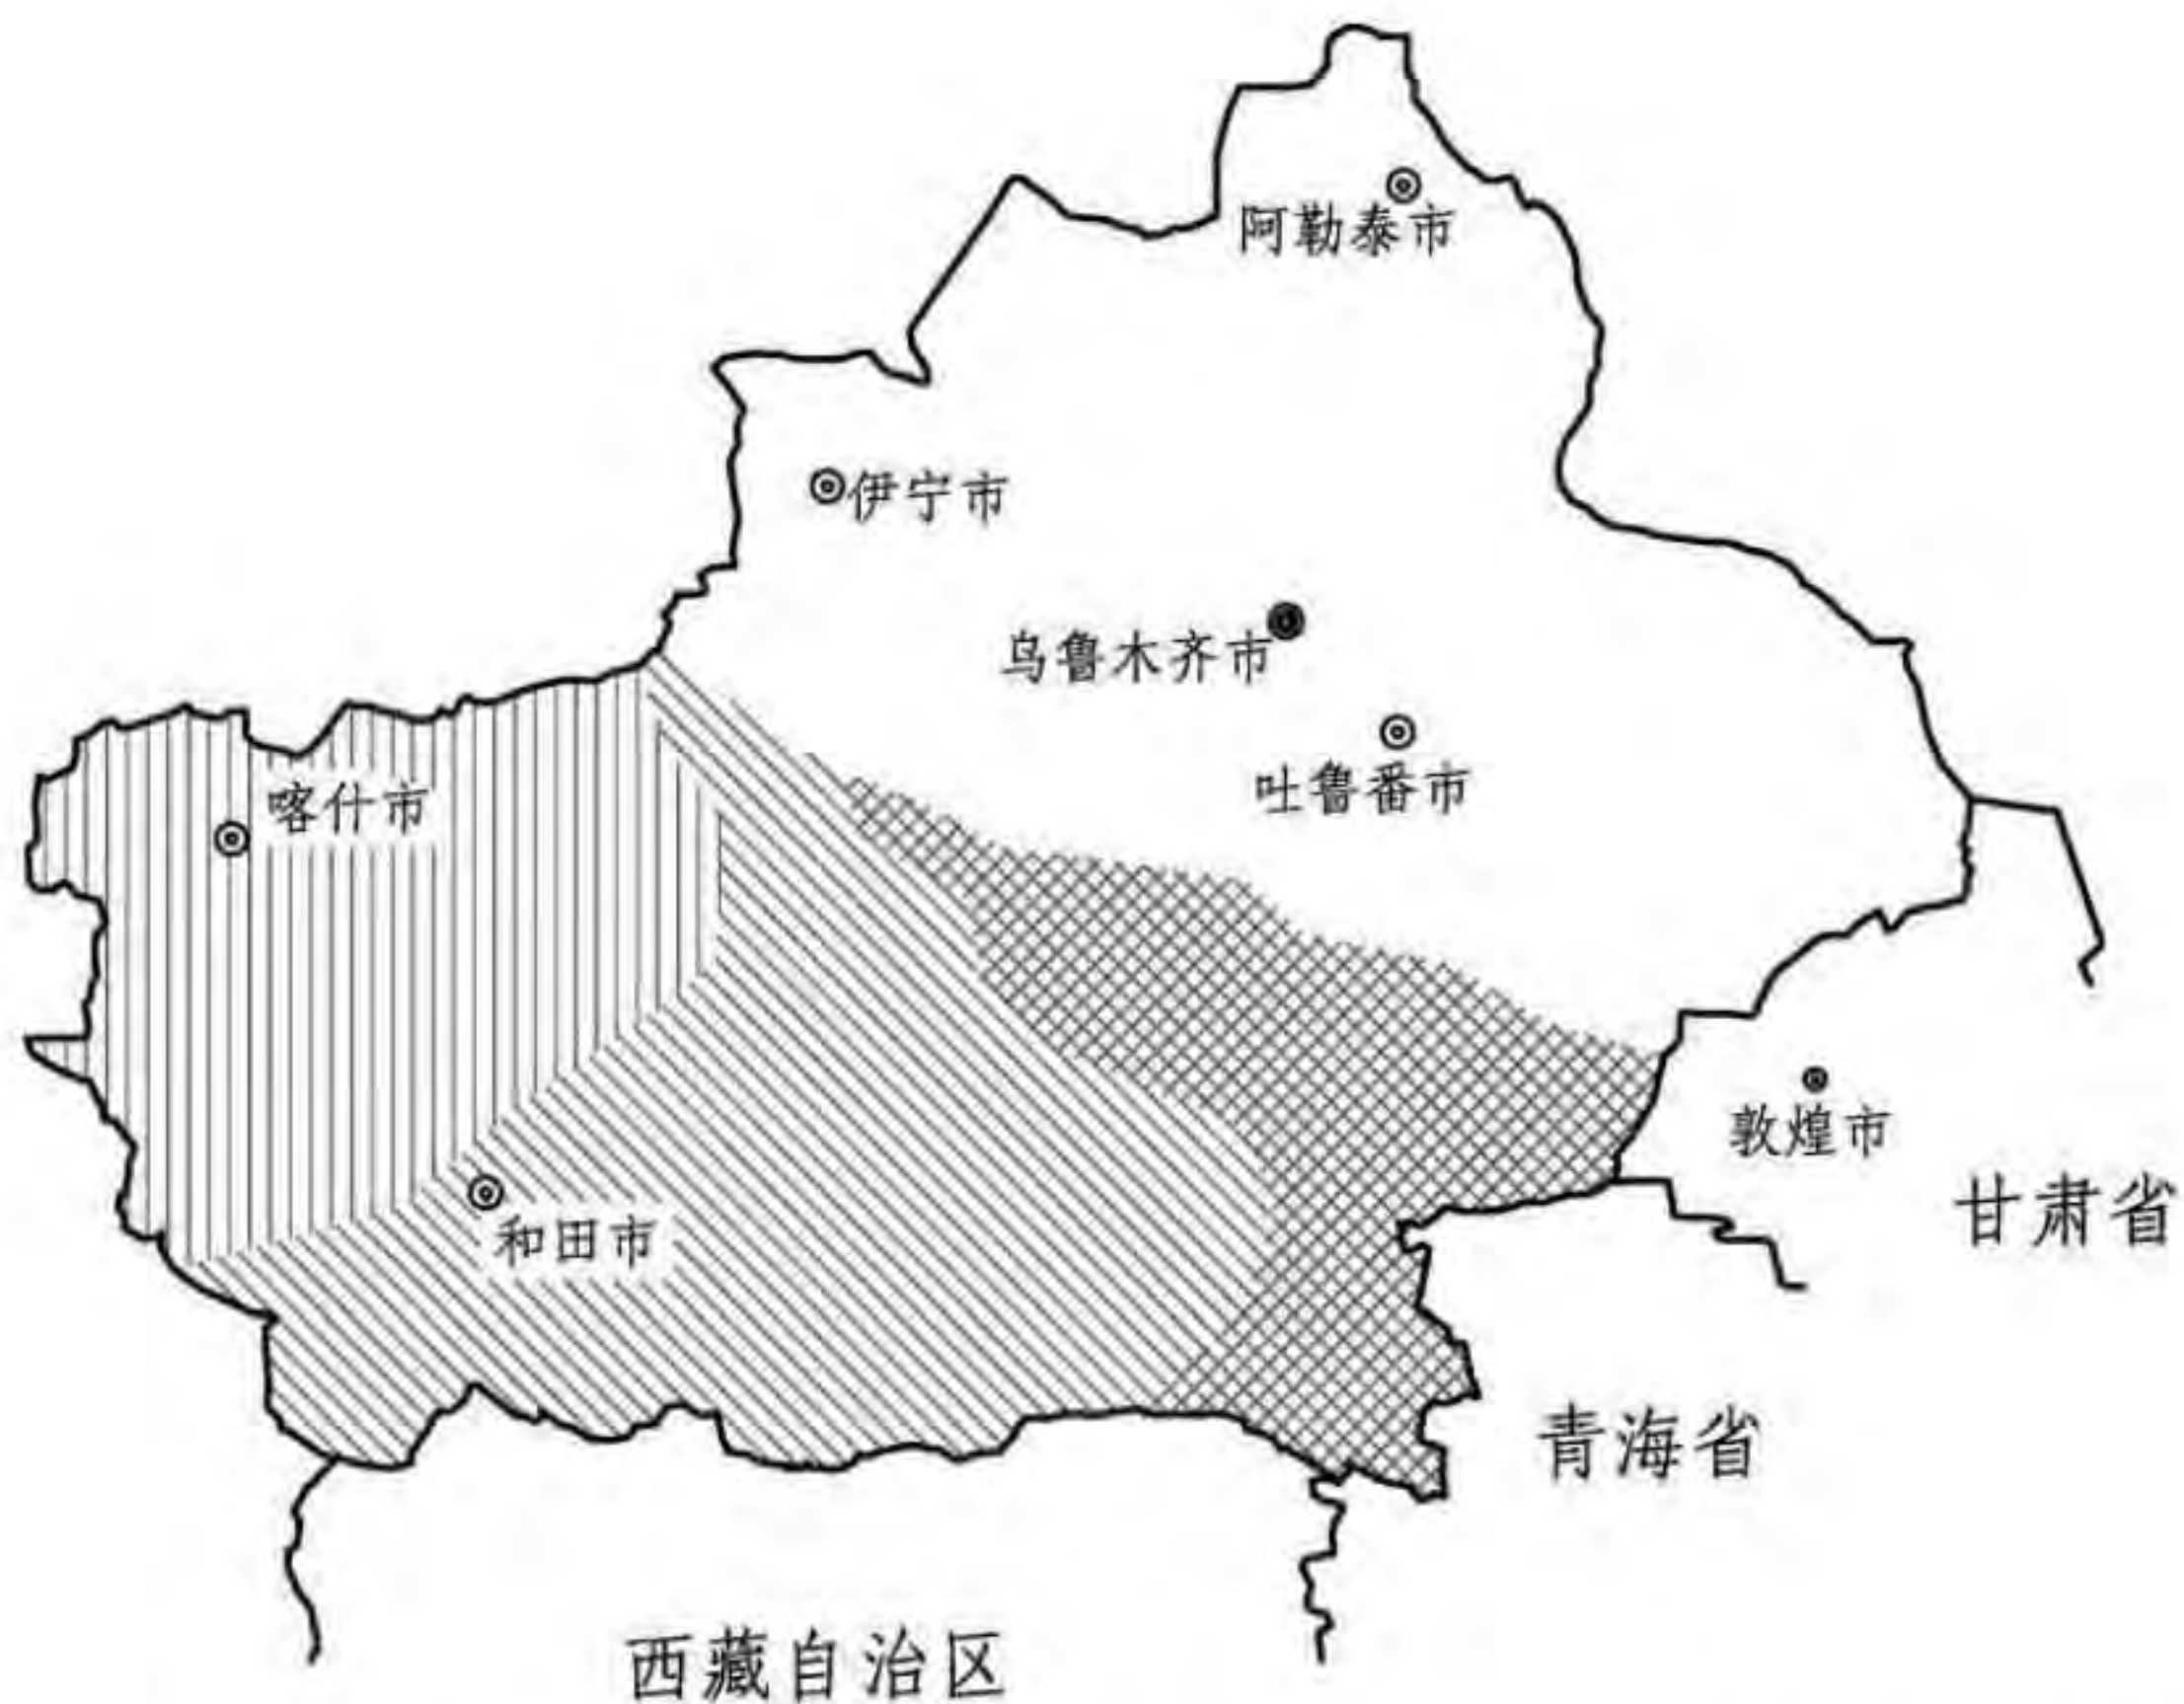 阿勒泰市
伊宁市
乌鲁木齐市
吐鲁番市
喀什市
敦煌市
甘肃省
和田市
青海省
西藏自治区